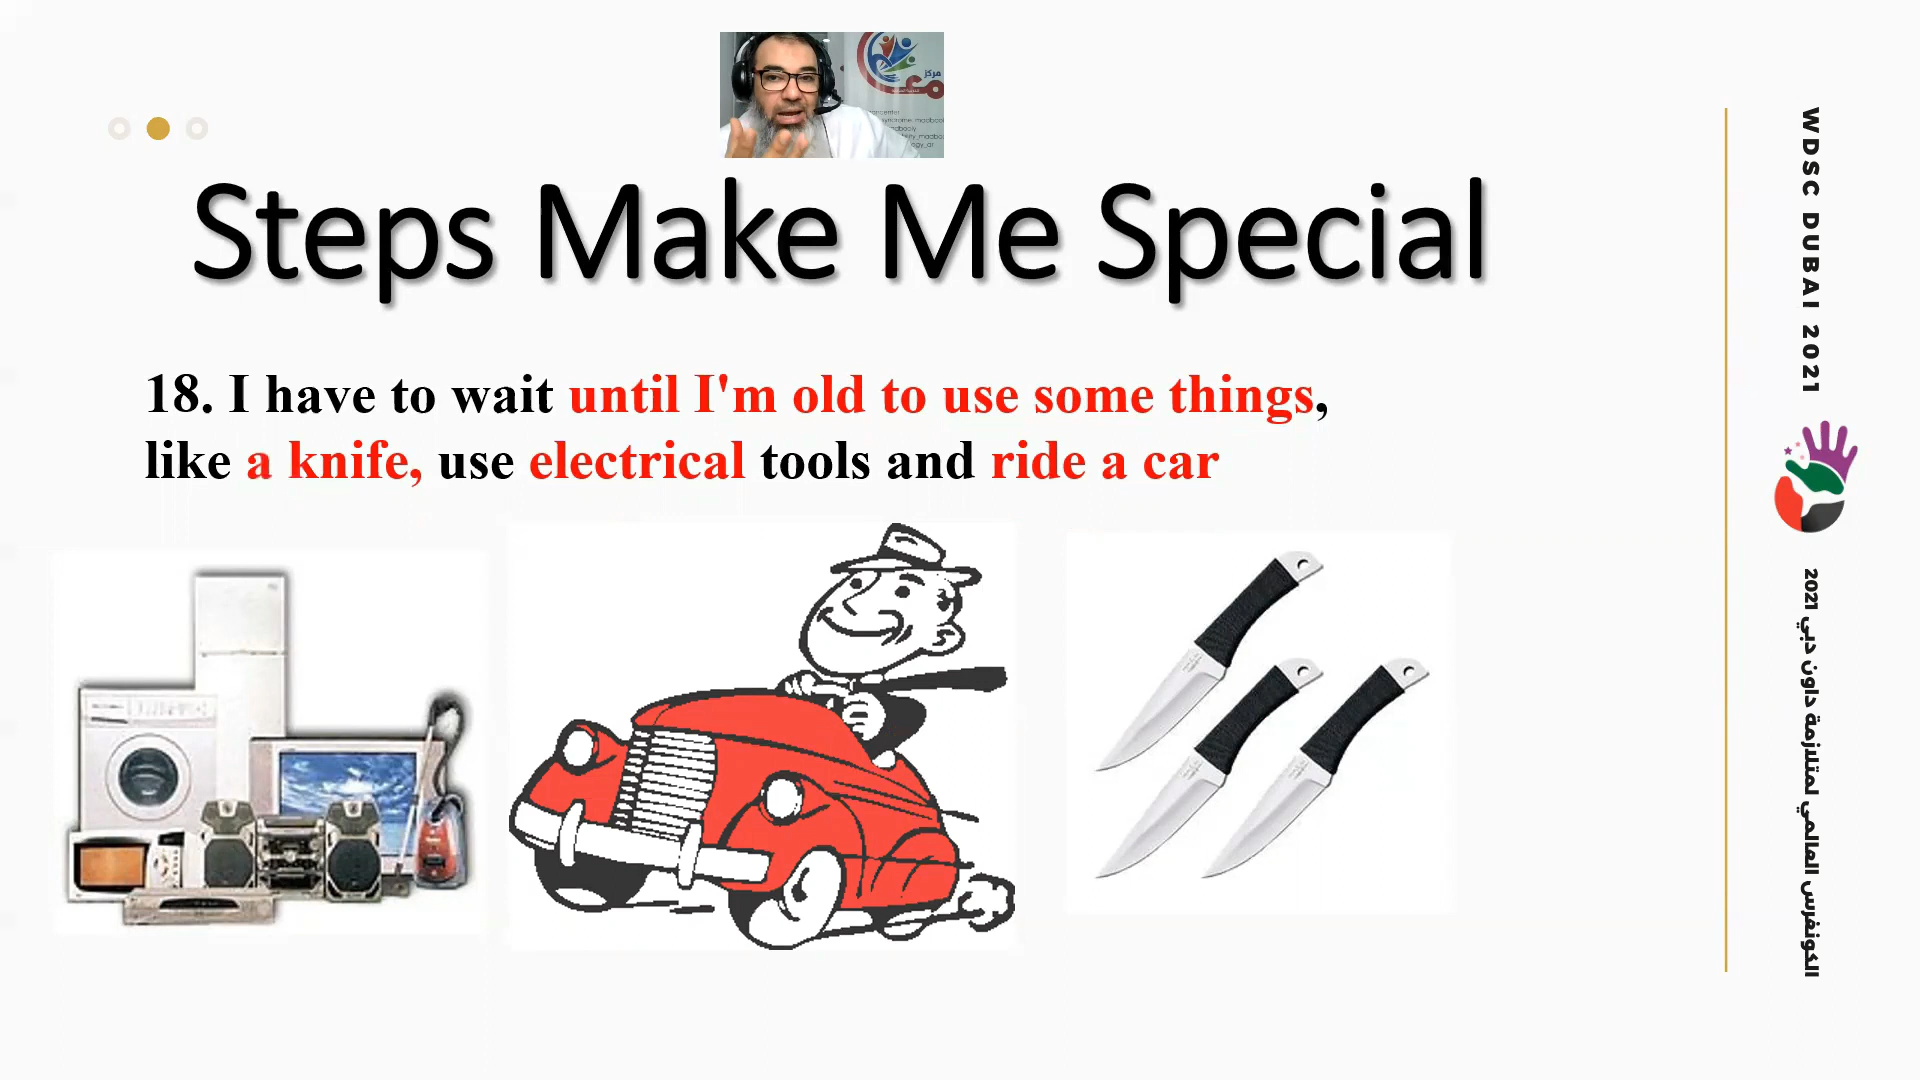 مركز
Steps Make Me Special
18. I have to wait until I'm old to use some things,
like a knife, use electrical tools and ride a car
WDSC DUBAI 2021
الكونغرس العالمي لمتلازمة داون دبي 2021